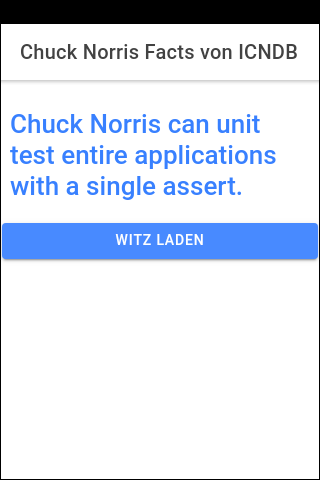 Chuck Norris Facts von ICNDB
Chuck Norris can unit
test entire applications
with a single assert.
WITZ LADEN